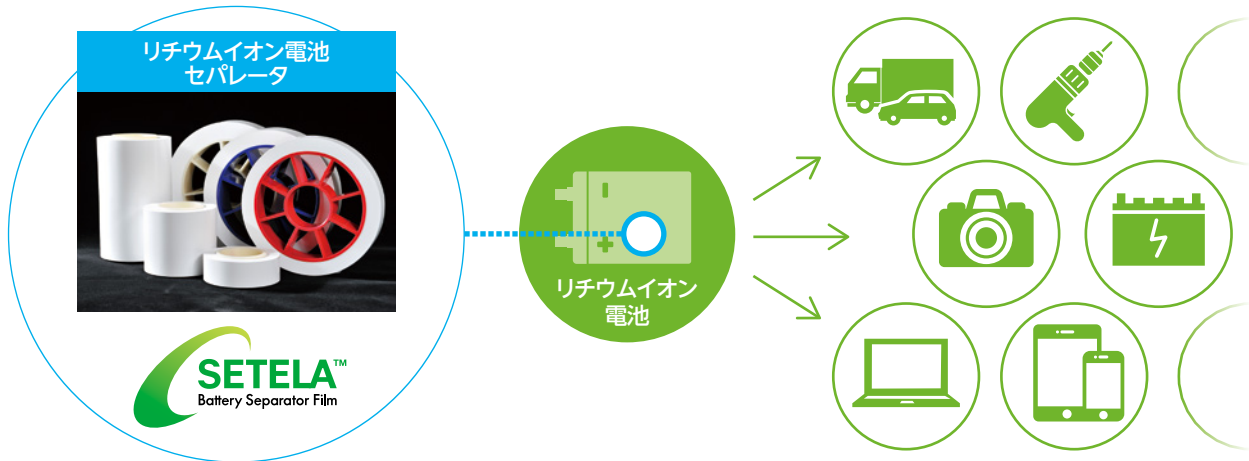 リチウムイオン電池
セパレータ
SETELA™
Battery Separator Film
リチウムイオン
電池